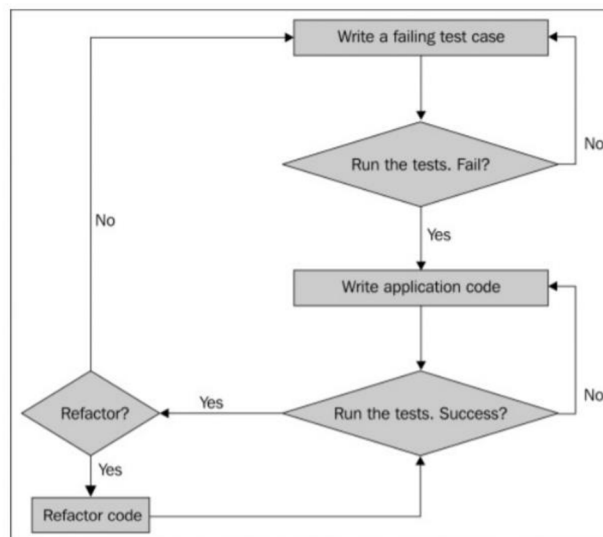 Write a failing test case
No
Run the tests. Fail?
No
Yes
Write application code
No
Refactor?
Yes
Run the tests. Success?
Yes
Refactor code